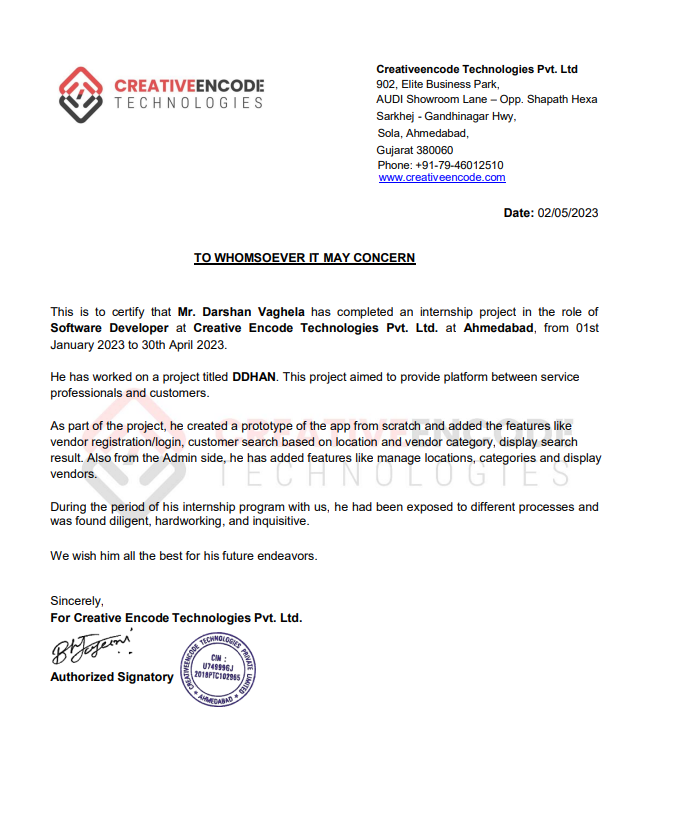 CREATIVEENCODE
TECHNOLOGIES
Creativeencode Technologies Pvt. Ltd
902, Elite Business Park,
AUDI Showroom Lane – Opp. Shapath Hexa
Sarkhej - Gandhinagar Hwy,
Sola, Ahmedabad,
Gujarat 380060
Phone: +91-79-46012510
www.creativeencode.com
Date: 02/05/2023
TO WHOMSOEVER IT MAY CONCERN
This is to certify that Mr. Darshan Vaghela has completed an internship project in the role of
Software Developer at Creative Encode Technologies Pvt. Ltd. at Ahmedabad, from 01st
January 2023 to 30th April 2023.
He has worked on a project titled DDHAN. This project aimed to provide platform between service
professionals and customers.
CREATIVEENCODE
TECHNOLOGIES
As part of the project, he created a prototype of the app from scratch and added the features like
vendor registration/login, customer search based on location and vendor category, display search
result. Also from the Admin side, he has added features like manage locations, categories and display
vendors.
During the period of his internship program with us, he had been exposed to different processes and
was found diligent, hardworking, and inquisitive.
We wish him all the best for his future endeavors.
Sincerely,
For Creative Encode Technologies Pvt. Ltd.
Authorized Signatory
CREATIVEENCODE TECHNOLOGIES PRIVATE LIMITED
CIN :
U74999GJ
2018PTC102965
AHMEDABAD